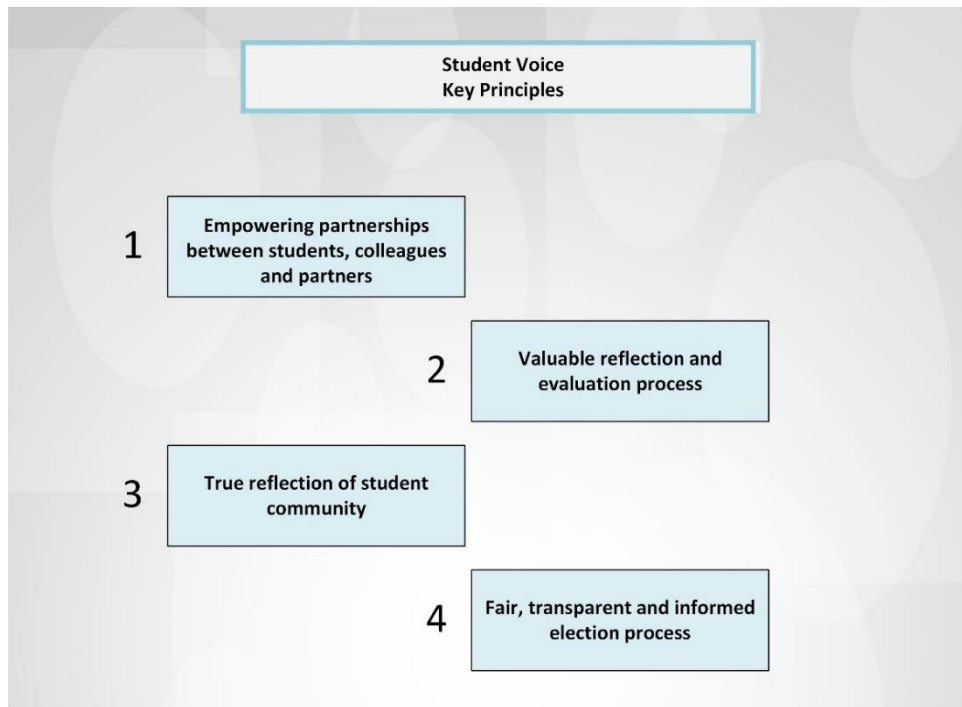 Student Voice
Key Principles
1
Empowering partnerships
between students, colleagues
and partners
2
Valuable reflection and
evaluation process
3
True reflection of student
community
4
Fair, transparent and informed
election process